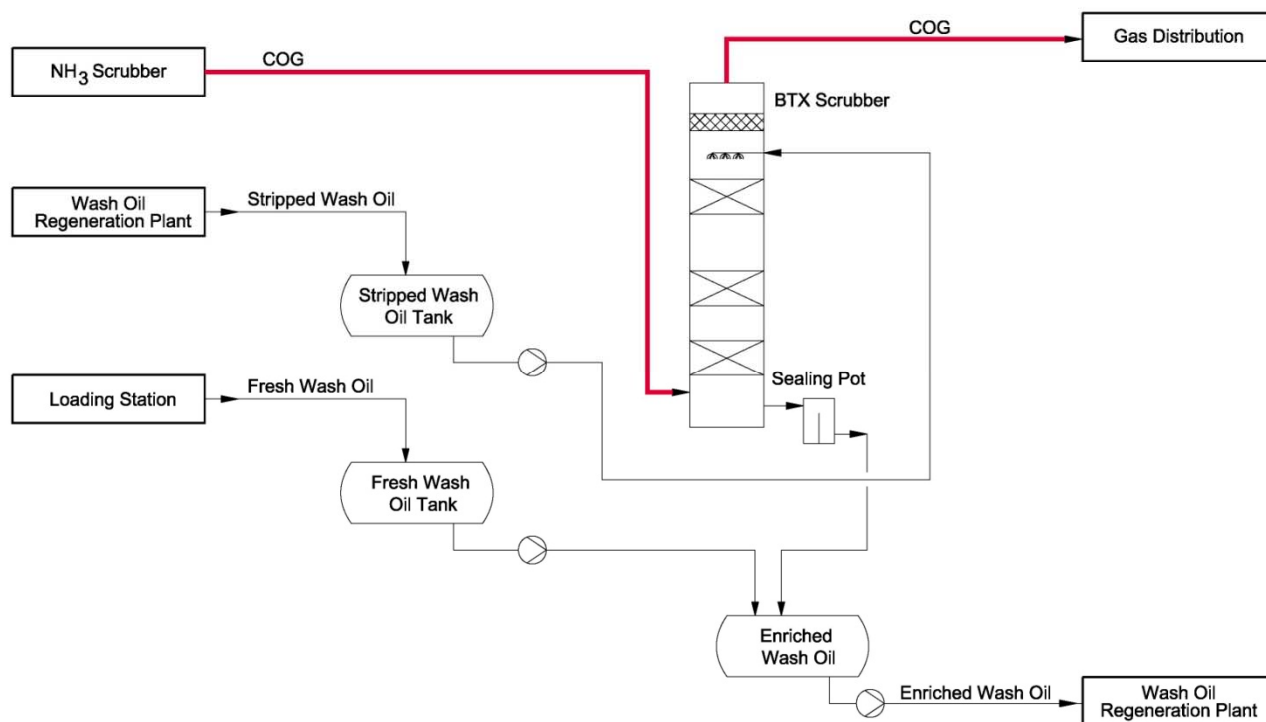 COG
Gas Distribution
NH3 Scrubber
COG
BTX Scrubber
Wash Oil
Regeneration Plant
Stripped Wash Oil
Stripped Wash
Oil Tank
Loading Station
Fresh Wash Oil
Sealing Pot
Fresh Wash
Oil Tank
Enriched
Wash Oil
Enriched Wash Oil
Wash Oil
Regeneration Plant